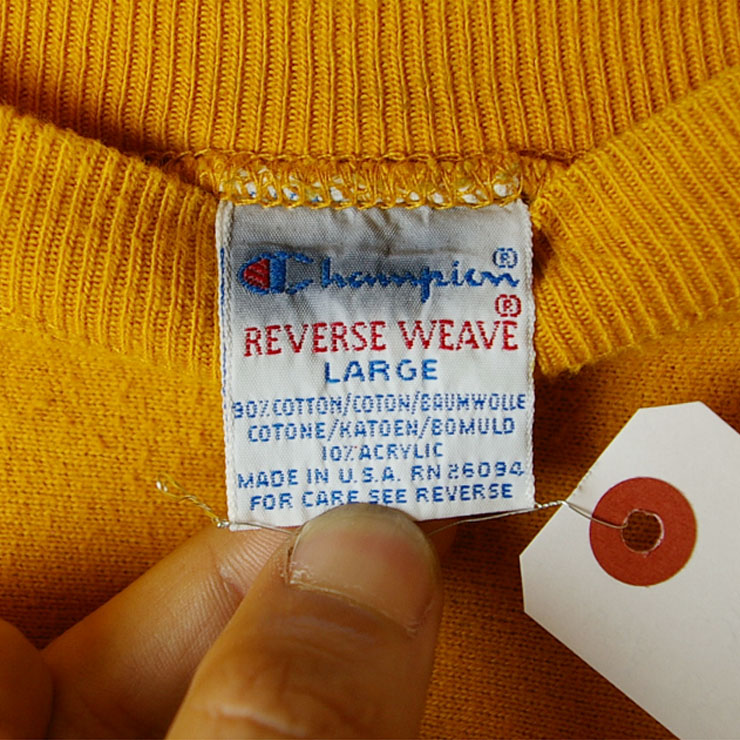 Champion®
®
REVERSE WEAVE
LARGE
90% COTTON/COTON/BAUMWOLLE
COTONE/KATOEN/BOMULD
10% ACRYLIC
MADE IN U.S.A. RN 26094
FOR CARE SEE REVERSE